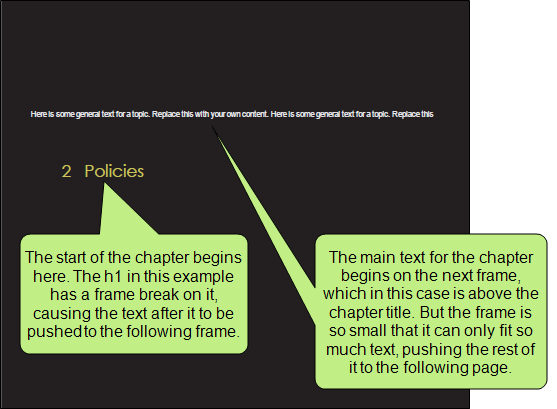 Here is some general text for a topic. Replace this with your own content. Here is some general text for a topic. Replace this
2 Policies
The start of the chapter begins
here. The h1 in this example
has a frame break on it,
causing the text after it to be
pushed to the following frame.
The main text for the chapter
begins on the next frame,
which in this case is above the
chapter title. But the frame is
so small that it can only fit so
much text, pushing the rest of
it to the following page.